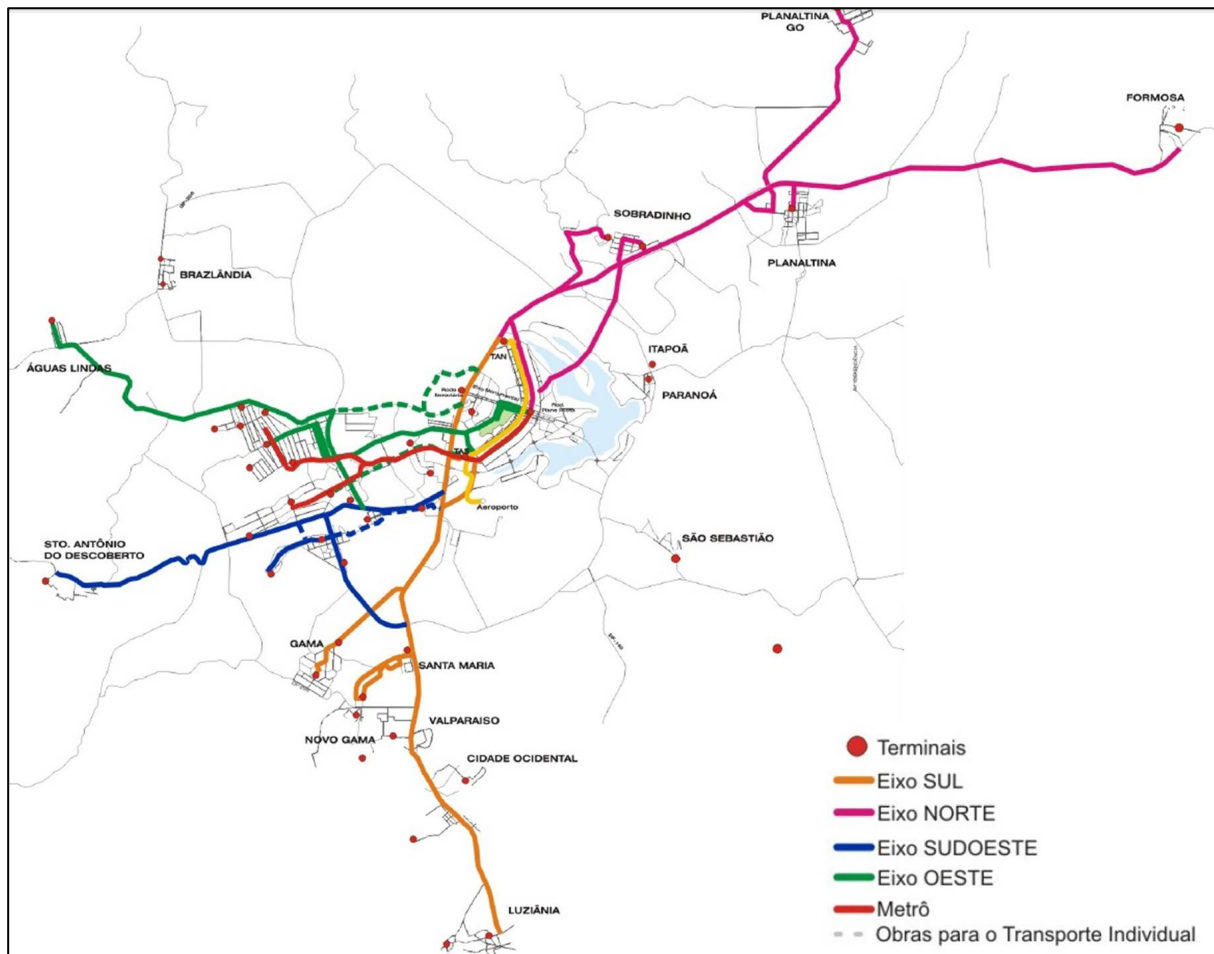 PLANALTINA
GO
FORMOSA
SOBRADINHO
PLANALTINA
BRAZLÂNDIA
ITAPOÃ
TAN
ÁGUAS LINDAS
PARANOÁ
Eixo Monumental
TAS
Aeroporto
STO. ANTÔNIO
DO DESCOBERTO
SÃO SEBASTIÃO
GAMA
SANTA MARIA
NOVO GAMA
VALPARAISO
CIDADE OCIDENTAL
LUZIÂNIA
Terminais
Eixo SUL
Eixo NORTE
Eixo SUDOESTE
Eixo OESTE
Metrô
Obras para o Transporte Individual